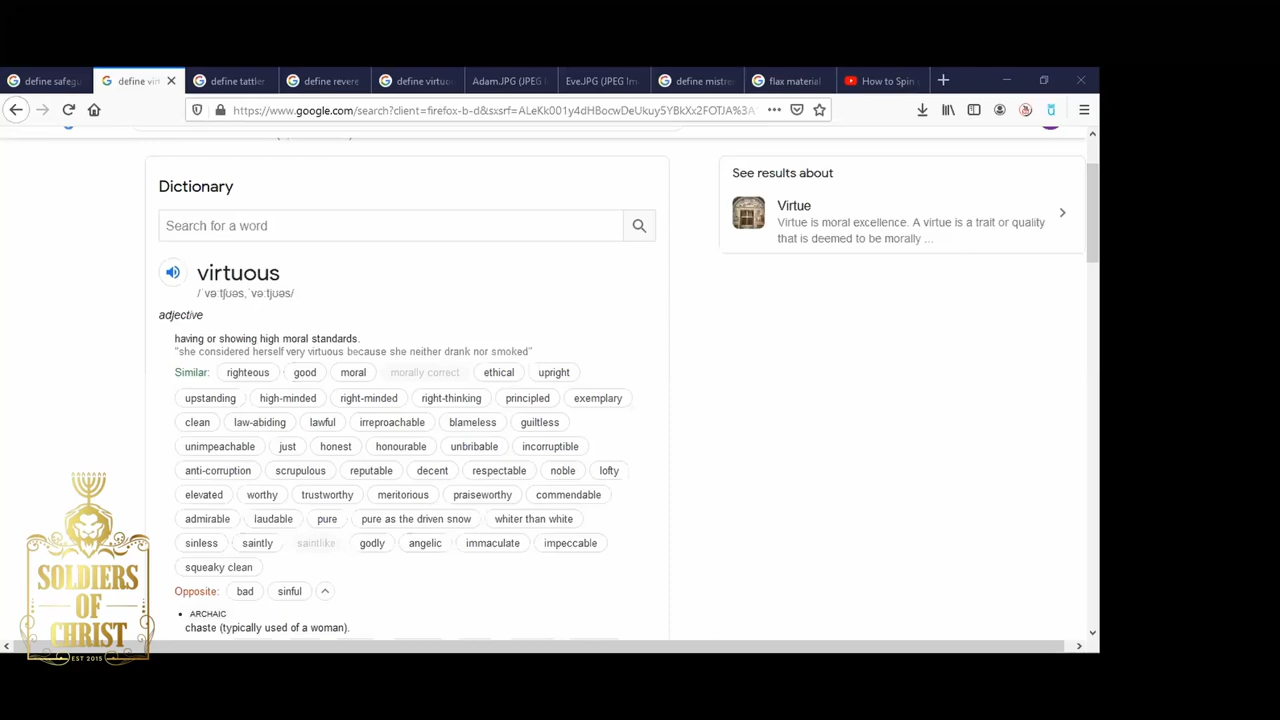 define safegu
define virt
define tattler
define revere
define virtuo
Adam.JPG (JPEG I
Eve.JPG (JPEG Im
define mistre
flax material
How to Spin
https://www.google.com/search?client=firefox-b-d&sxsrf=ALeKk001y4dHBocwDeUkuy5YBkXx2FOTJA%3A
Dictionary
Search for a word
virtuous
/ˈvəːtʃʊəs,ˈvəːtjʊəs/
adjective
having or showing high moral standards.
"she considered herself very virtuous because she neither drank nor smoked"
Similar: righteous good moral morally correct ethical upright
upstanding high-minded right-minded right-thinking principled exemplary
clean law-abiding lawful irreproachable blameless guiltless
unimpeachable just honest honourable unbribable incorruptible
anti-corruption scrupulous reputable decent respectable noble lofty
elevated worthy trustworthy meritorious praiseworthy commendable
admirable laudable pure pure as the driven snow whiter than white
sinless saintly saintlike godly angelic immaculate impeccable
squeaky clean
Opposite: bad sinful
ARCHAIC
chaste (typically used of a woman).
See results about
Virtue
Virtue is moral excellence. A virtue is a trait or quality
that is deemed to be morally ...
SOLDIERS
OF
CHRIST
EST 2015